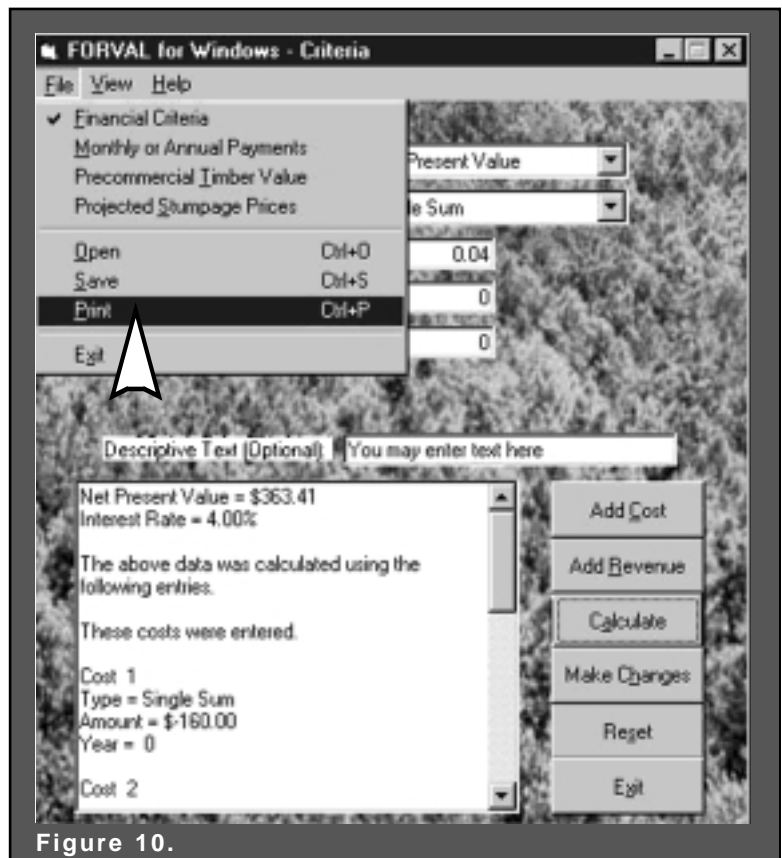 FORVAL for Windows - Criteria
File View Help
Financial Criteria
Monthly or Annual Payments
Precommercial Timber Value
Projected Stumpage Prices
Open Ctrl+O
Save Ctrl+S
Print Ctrl+P
Exit
Present Value
le Sum
0.04
0
0
Descriptive Text (Optional) You may enter text here
Net Present Value = $363.41
Interest Rate = 4.00%
The above data was calculated using the
following entries.
These costs were entered.
Cost 1
Type = Single Sum
Amount = $-160.00
Year = 0
Cost 2
Add Cost
Add Revenue
Calculate
Make Changes
Reset
Exit
Figure 10.